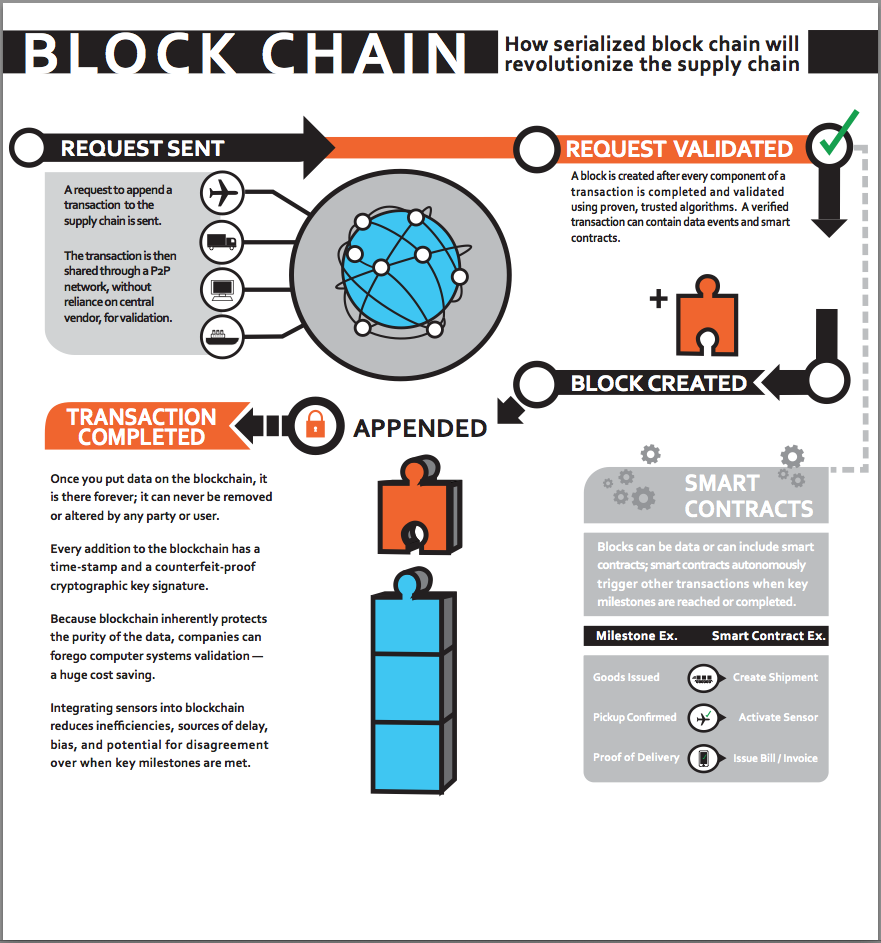 BLOCK CHAIN
How serialized block chain will
revolutionize the supply chain
REQUEST SENT
A request to append a
transaction to the
supply chain is sent.
The transaction is then
shared through a P2P
network, without
reliance on central
vendor, for validation.
REQUEST VALIDATED
A block is created after every component of a
transaction is completed and validated
using proven, trusted algorithms. A verified
transaction can contain data events and smart
contracts.
+
BLOCK CREATED
APPENDED
TRANSACTION
COMPLETED
Once you put data on the blockchain, it
is there forever; it can never be removed
or altered by any party or user.
Every addition to the blockchain has a
time-stamp and a counterfeit-proof
cryptographic key signature.
Because blockchain inherently protects
the purity of the data, companies can
forego computer systems validation —
a huge cost saving.
Integrating sensors into blockchain
reduces inefficiencies, sources of delay,
bias, and potential for disagreement
over when key milestones are met.
SMART
CONTRACTS
Blocks can be data or can include smart
contracts; smart contracts autonomously
trigger other transactions when key
milestones are reached or completed.
Milestone Ex. Smart Contract Ex.
Goods Issued Create Shipment
Pickup Confirmed Activate Sensor
Proof of Delivery Issue Bill / Invoice